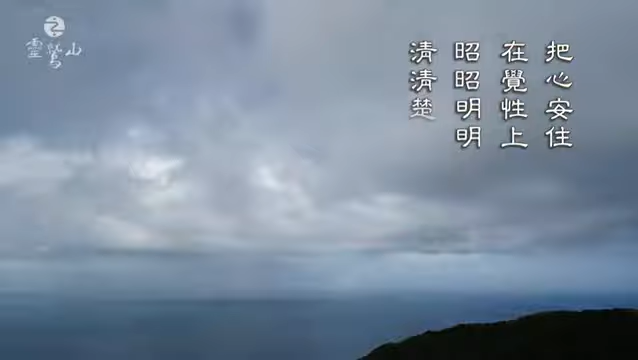 靈鷲山
把心安住
在覺性上
昭昭明明
清清楚